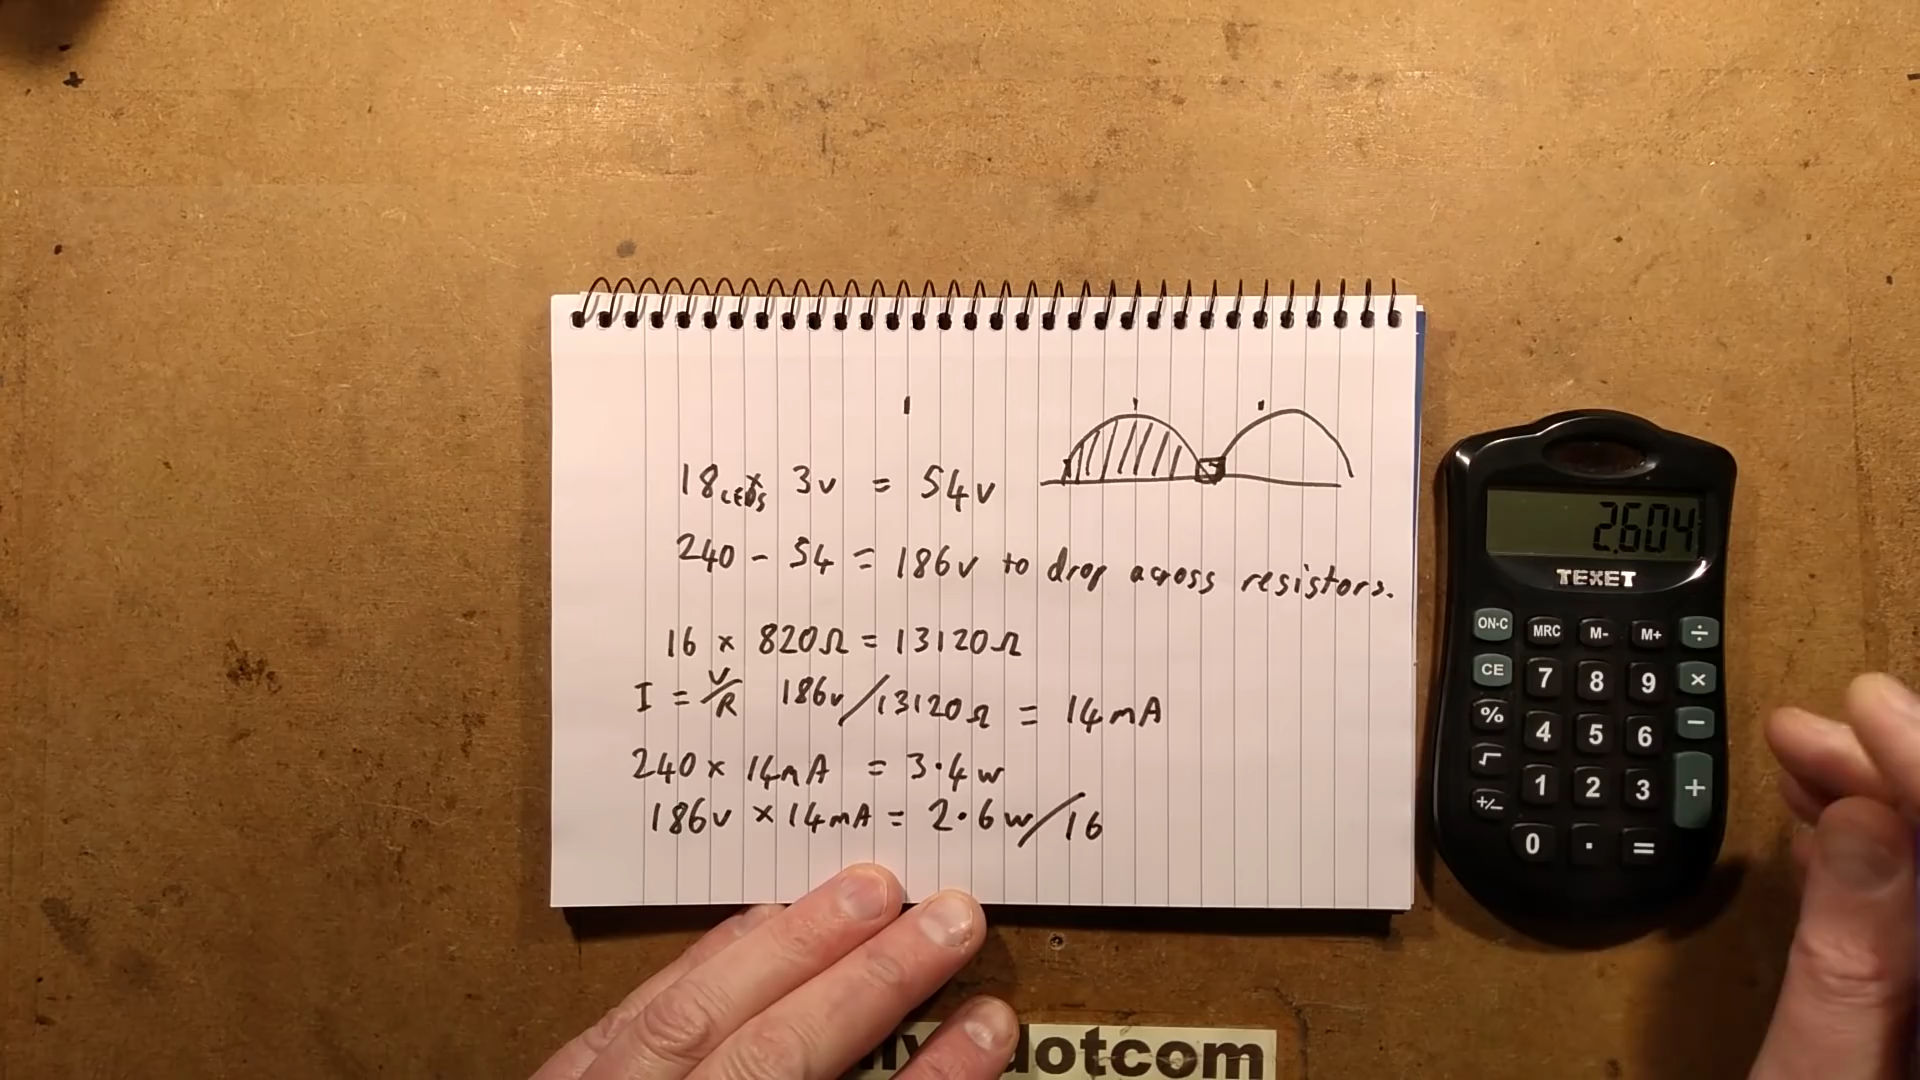 18 LEDs x 3v = 54v
240 - 54 = 186v to drop across resistors.
16 x 820Ω = 13120Ω
I = V/R 186v/13120Ω = 14mA
240 x 14mA = 3.4w
186v x 14mA = 2.6w/16
2.604
TEXET
ON-C MRC M- M+ ÷
CE 7 8 9 ×
% 4 5 6 −
√ 1 2 3 +
+/− 0 . =
dotcom